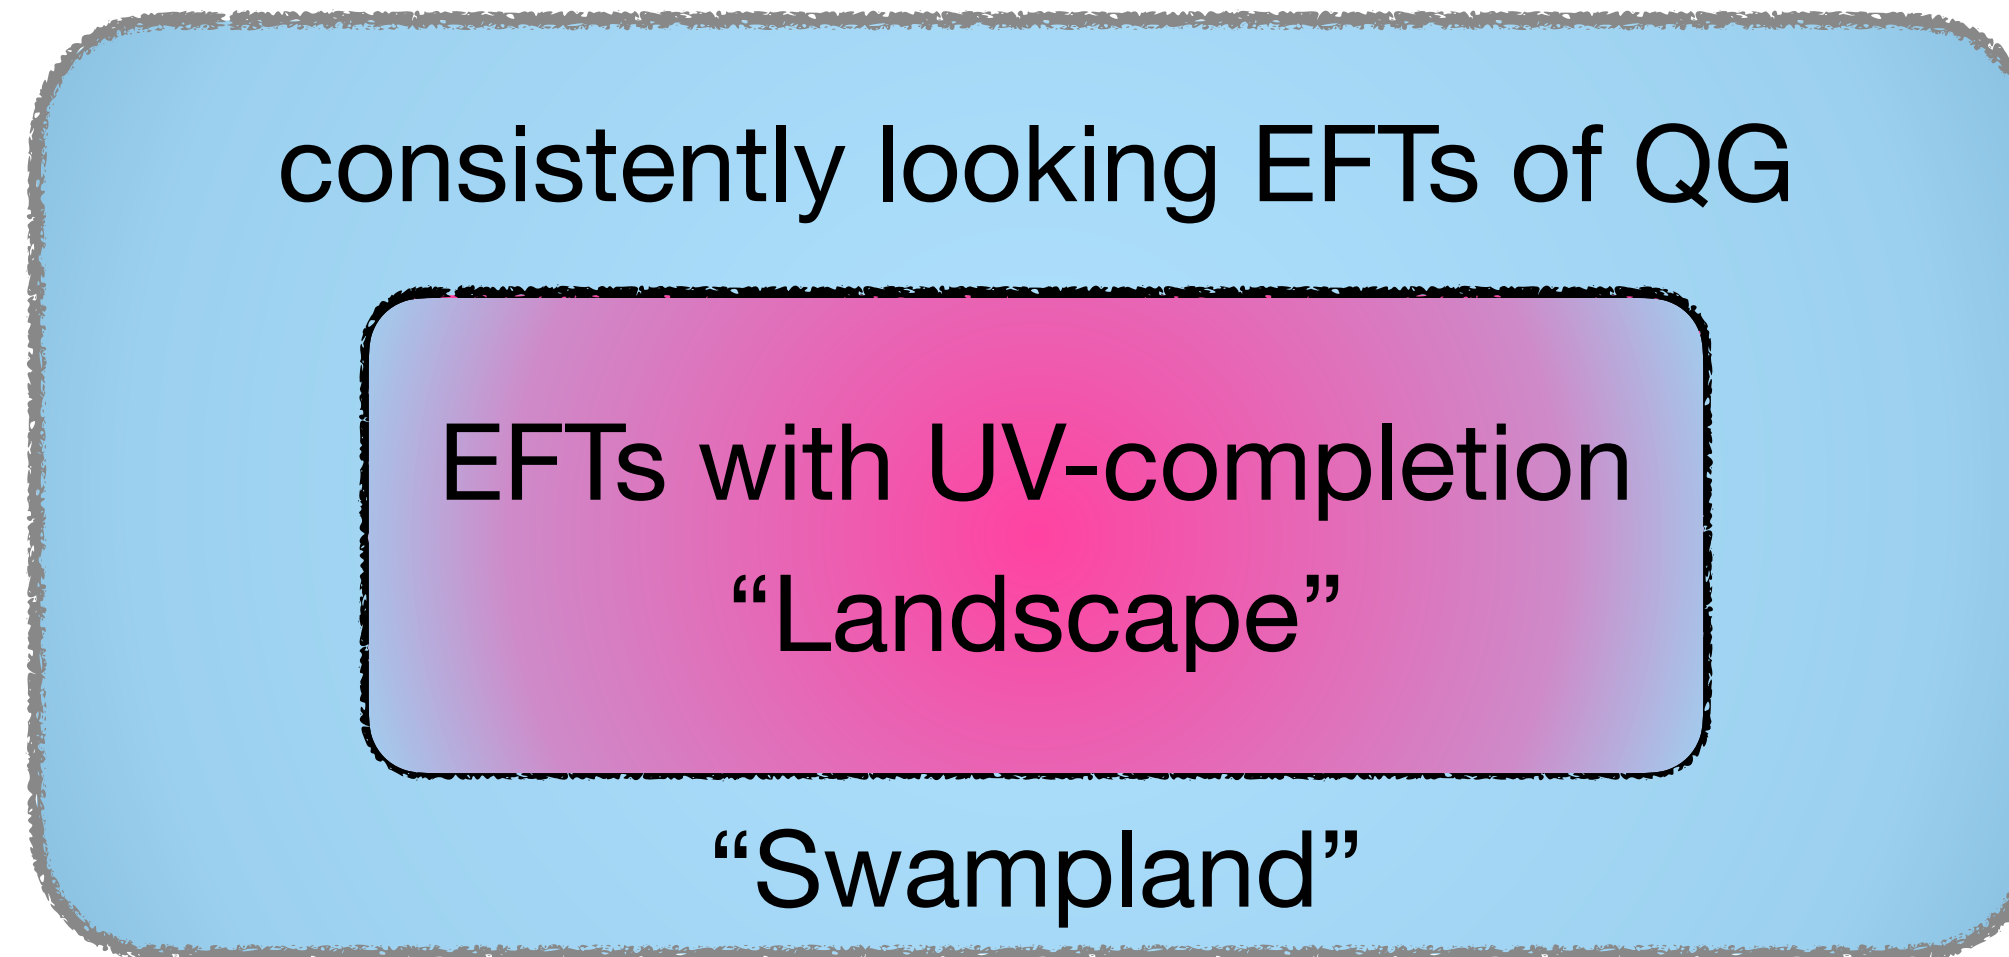 consistently looking EFTs of QG
EFTs with UV-completion
“Landscape”
“Swampland”